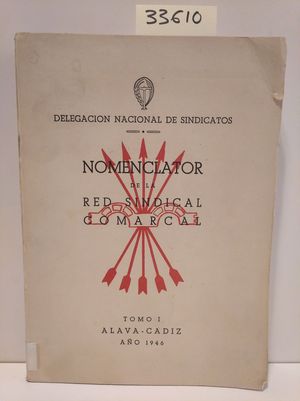 33610
DELEGACION NACIONAL DE SINDICATOS
NOMENCLATOR
DE LA
RED SINDICAL
COMARCAL
TOMO I
ALAVA-CADIZ
AÑO 1946